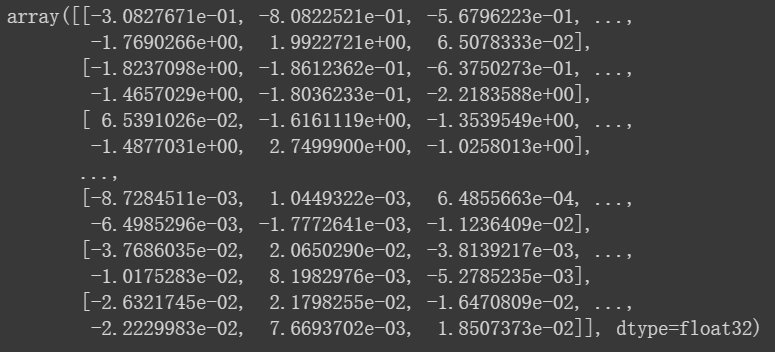 array([[-3.0827671e-01, -8.0822521e-01, -5.6796223e-01, ...,
        -1.7690266e+00,  1.9922721e+00,  6.5078333e-02],
       [-1.8237098e+00, -1.8612362e-01, -6.3750273e-01, ...,
        -1.4657029e+00, -1.8036233e-01, -2.2183588e+00],
       [ 6.5391026e-02, -1.6161119e+00, -1.3539549e+00, ...,
        -1.4877031e+00,  2.7499900e+00, -1.0258013e+00],
       ...,
       [-8.7284511e-03,  1.0449322e-03,  6.4855663e-04, ...,
        -6.4985296e-03, -1.7772641e-03, -1.1236409e-02],
       [-3.7686035e-02,  2.0650290e-02, -3.8139217e-03, ...,
        -1.0175283e-02,  8.1982976e-03, -5.2785235e-03],
       [-2.6321745e-02,  2.1798255e-02, -1.6470809e-02, ...,
        -2.2229983e-02,  7.6693702e-03,  1.8507373e-02]], dtype=float32)